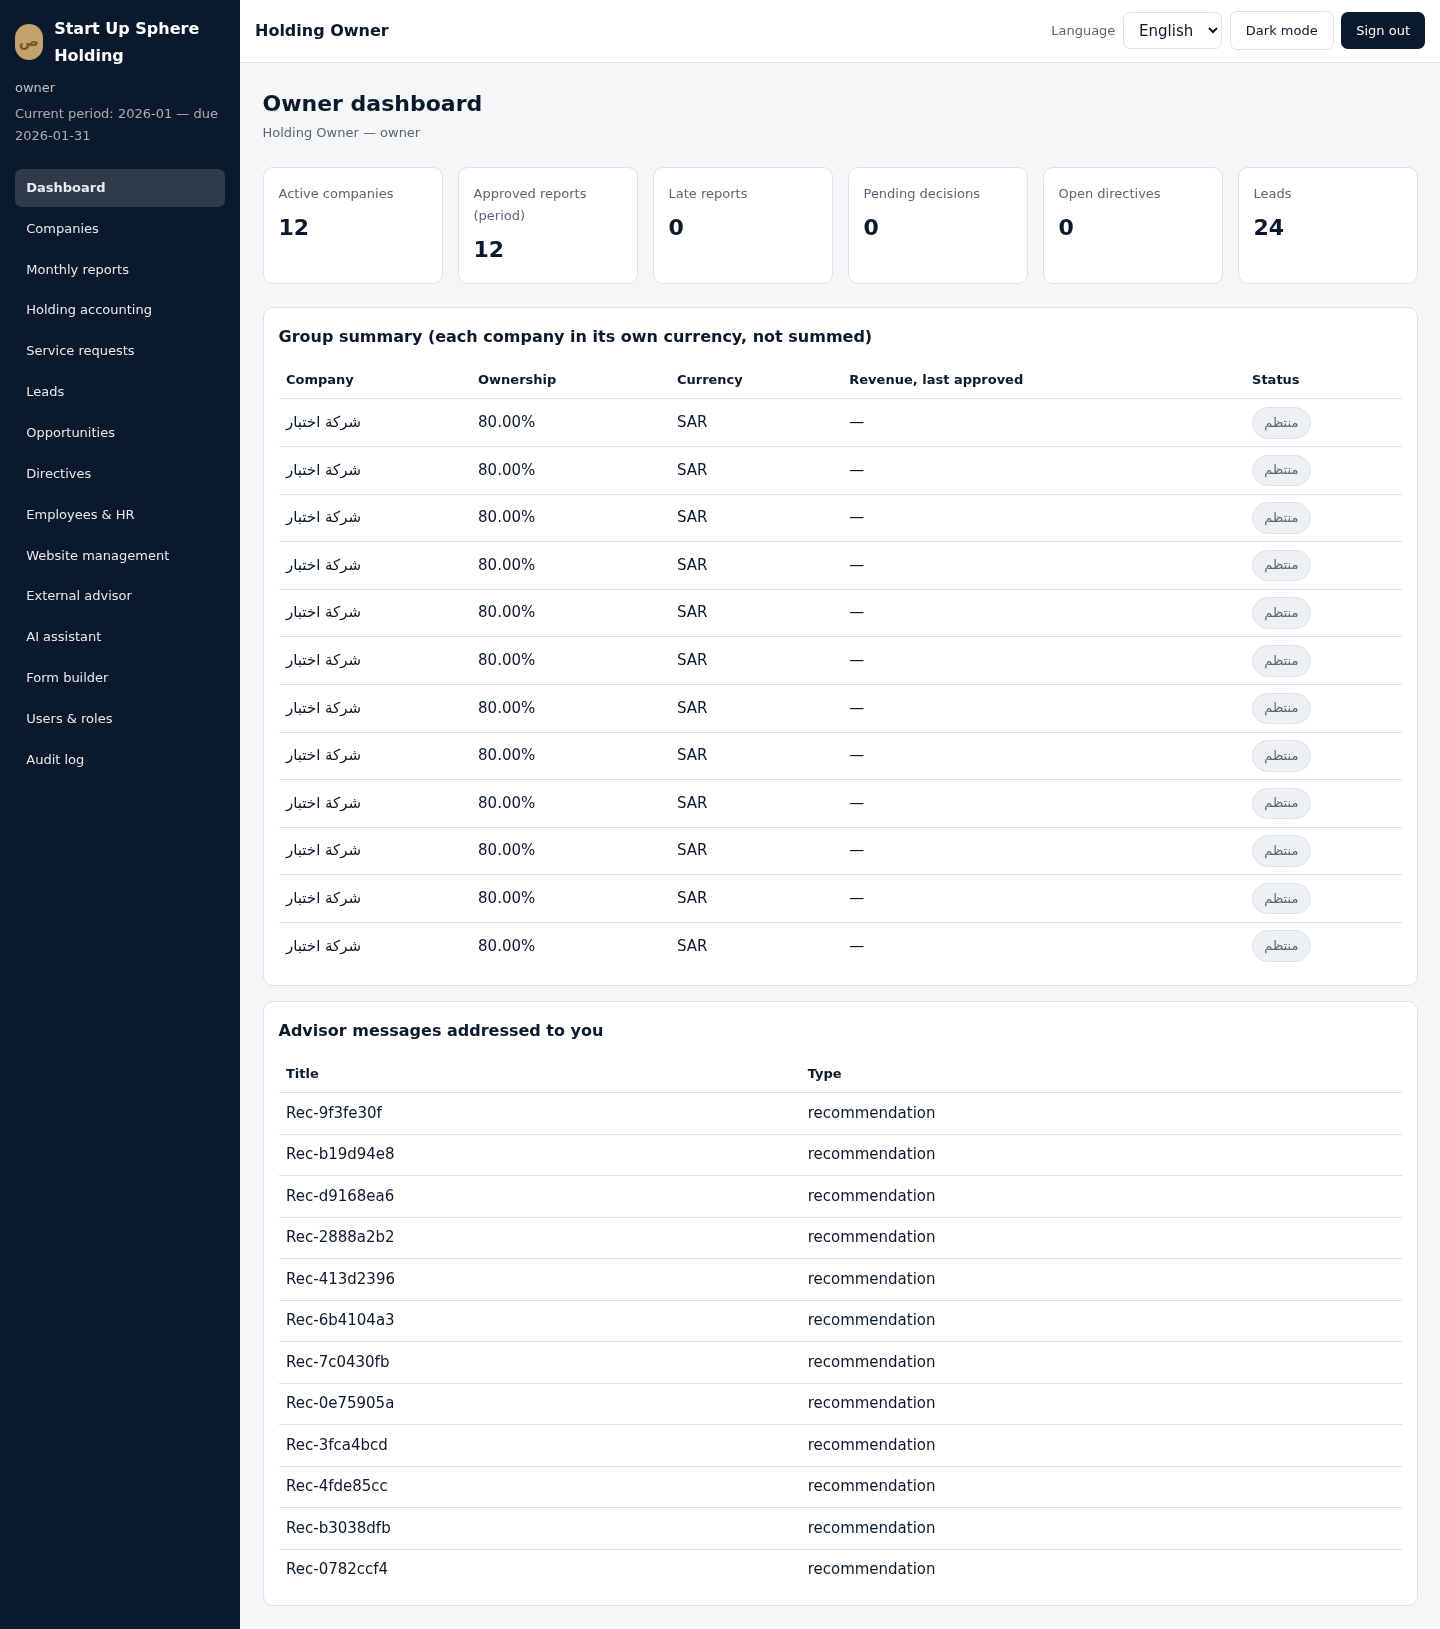 ص
Start Up Sphere
Holding
owner
Current period: 2026-01 — due
2026-01-31
Dashboard
Companies
Monthly reports
Holding accounting
Service requests
Leads
Opportunities
Directives
Employees & HR
Website management
External advisor
AI assistant
Form builder
Users & roles
Audit log
Holding Owner
Language
English
Dark mode
Sign out
Owner dashboard
Holding Owner — owner
Active companies
12
Approved reports
(period)
12
Late reports
0
Pending decisions
0
Open directives
0
Leads
24
Group summary (each company in its own currency, not summed)
Company Ownership Currency Revenue, last approved Status
شركة اختبار 80.00% SAR — منتظم
شركة اختبار 80.00% SAR — منتظم
شركة اختبار 80.00% SAR — منتظم
شركة اختبار 80.00% SAR — منتظم
شركة اختبار 80.00% SAR — منتظم
شركة اختبار 80.00% SAR — منتظم
شركة اختبار 80.00% SAR — منتظم
شركة اختبار 80.00% SAR — منتظم
شركة اختبار 80.00% SAR — منتظم
شركة اختبار 80.00% SAR — منتظم
شركة اختبار 80.00% SAR — منتظم
شركة اختبار 80.00% SAR — منتظم
Advisor messages addressed to you
Title Type
Rec-9f3fe30f recommendation
Rec-b19d94e8 recommendation
Rec-d9168ea6 recommendation
Rec-2888a2b2 recommendation
Rec-413d2396 recommendation
Rec-6b4104a3 recommendation
Rec-7c0430fb recommendation
Rec-0e75905a recommendation
Rec-3fca4bcd recommendation
Rec-4fde85cc recommendation
Rec-b3038dfb recommendation
Rec-0782ccf4 recommendation